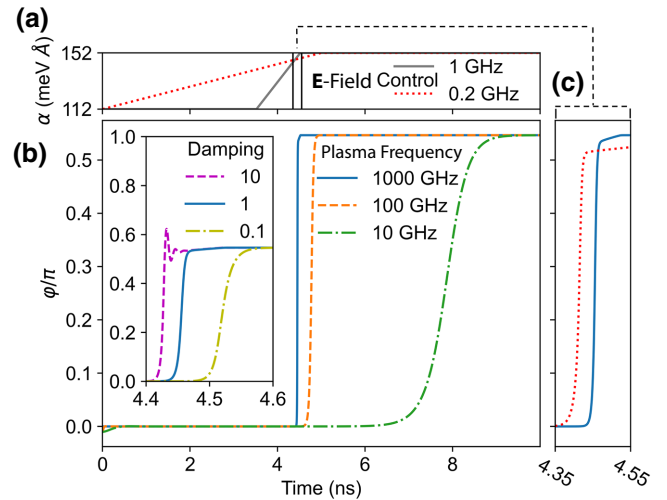 (a)
152
112
α (meV Å)
E-Field Control
1 GHz
0.2 GHz
(c)
(b)
Damping
10
1
0.1
1.0
0.8
0.6
0.4
0.2
0.0
4.4 4.5 4.6
Plasma Frequency
1000 GHz
100 GHz
10 GHz
φ/π
0.5
0.4
0.3
0.2
0.1
0.0
0 2 4 6 8
Time (ns)
4.35 4.55